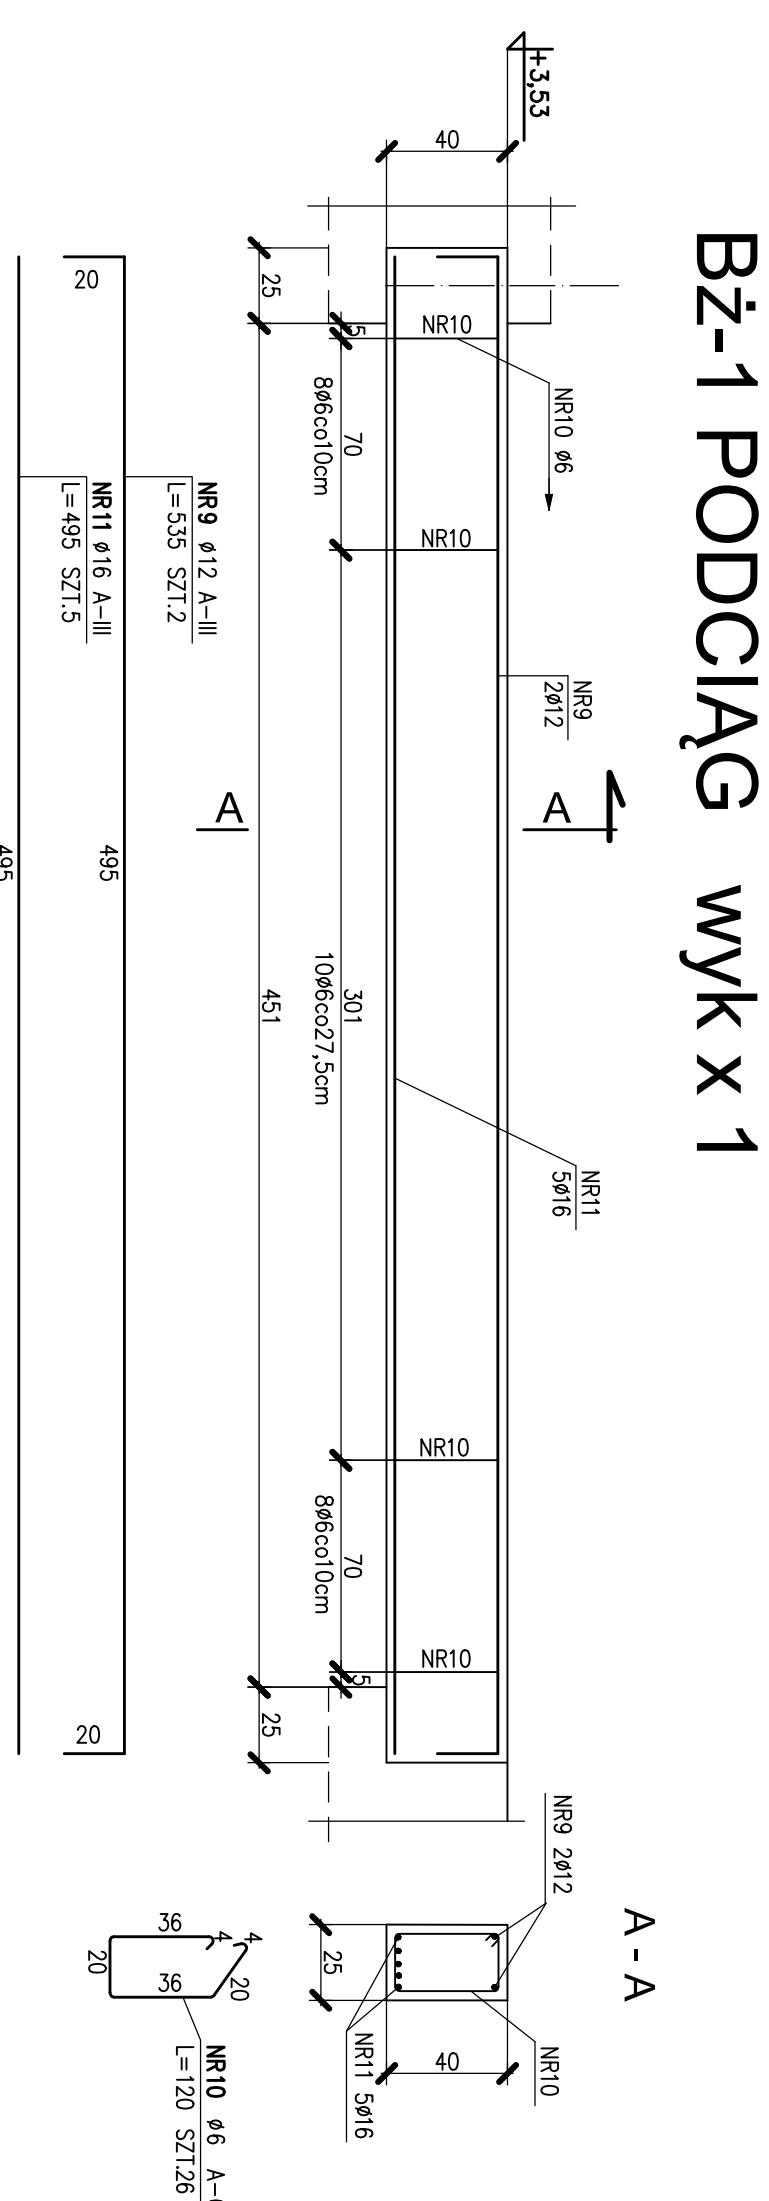 Bż-1 PODCIĄG wyk x 1
+3,53
40
NR10 ø6
NR9
2ø12
A
NR11
5ø16
NR10
NR10
NR10
NR10
5
70
8ø6co10cm
301
10ø6co27,5cm
70
8ø6co10cm
5
25
451
25
A
NR9 ø12 A-III
L=535 SZT.2
20
495
20
NR11 ø16 A-III
L=495 SZT.5
495
A - A
NR9 2ø12
NR10
25
40
NR11 5ø16
36
4
4
20
36
20
NR10 ø6 A-
L=120 SZT.26